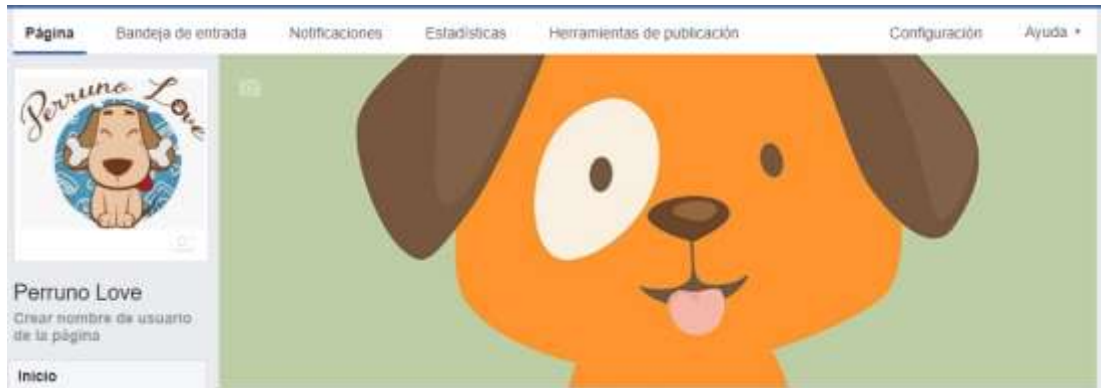 Página Bandeja de entrada Notificaciones Estadísticas Herramientas de publicación Configuración Ayuda
Perruno Love
Perruno Love
Crear nombre de usuario
de la página
Inicio